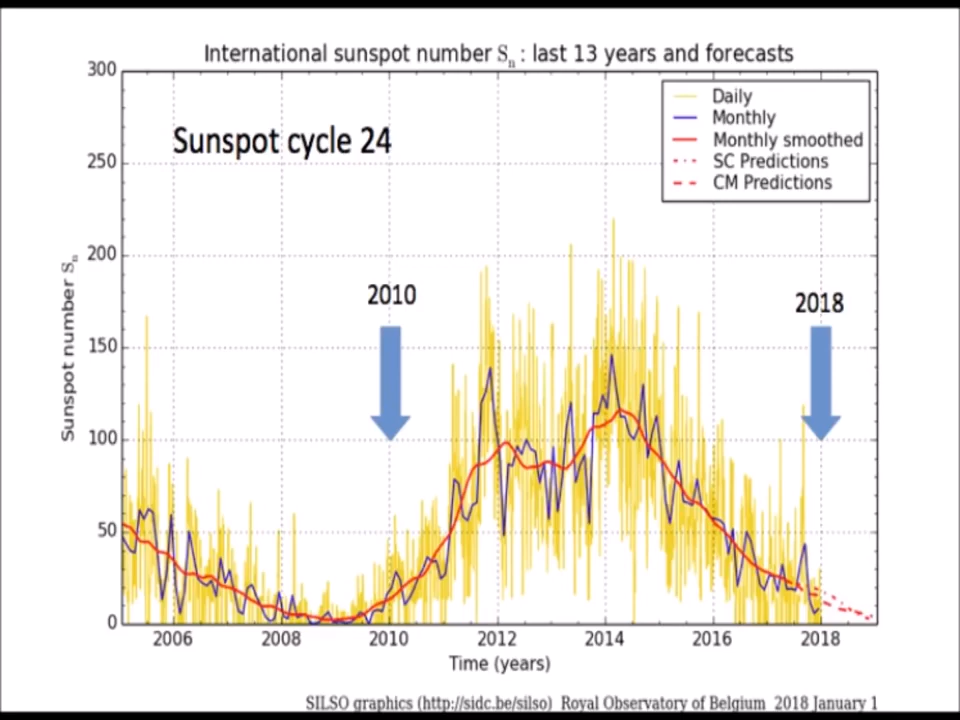 International sunspot number Sn : last 13 years and forecasts
300
250
200
150
100
50
0
Sunspot number Sn
Sunspot cycle 24
Daily
Monthly
Monthly smoothed
SC Predictions
CM Predictions
2010
2018
2006 2008 2010 2012 2014 2016 2018
Time (years)
SILSO graphics (http://sidc.be/silso) Royal Observatory of Belgium 2018 January 1